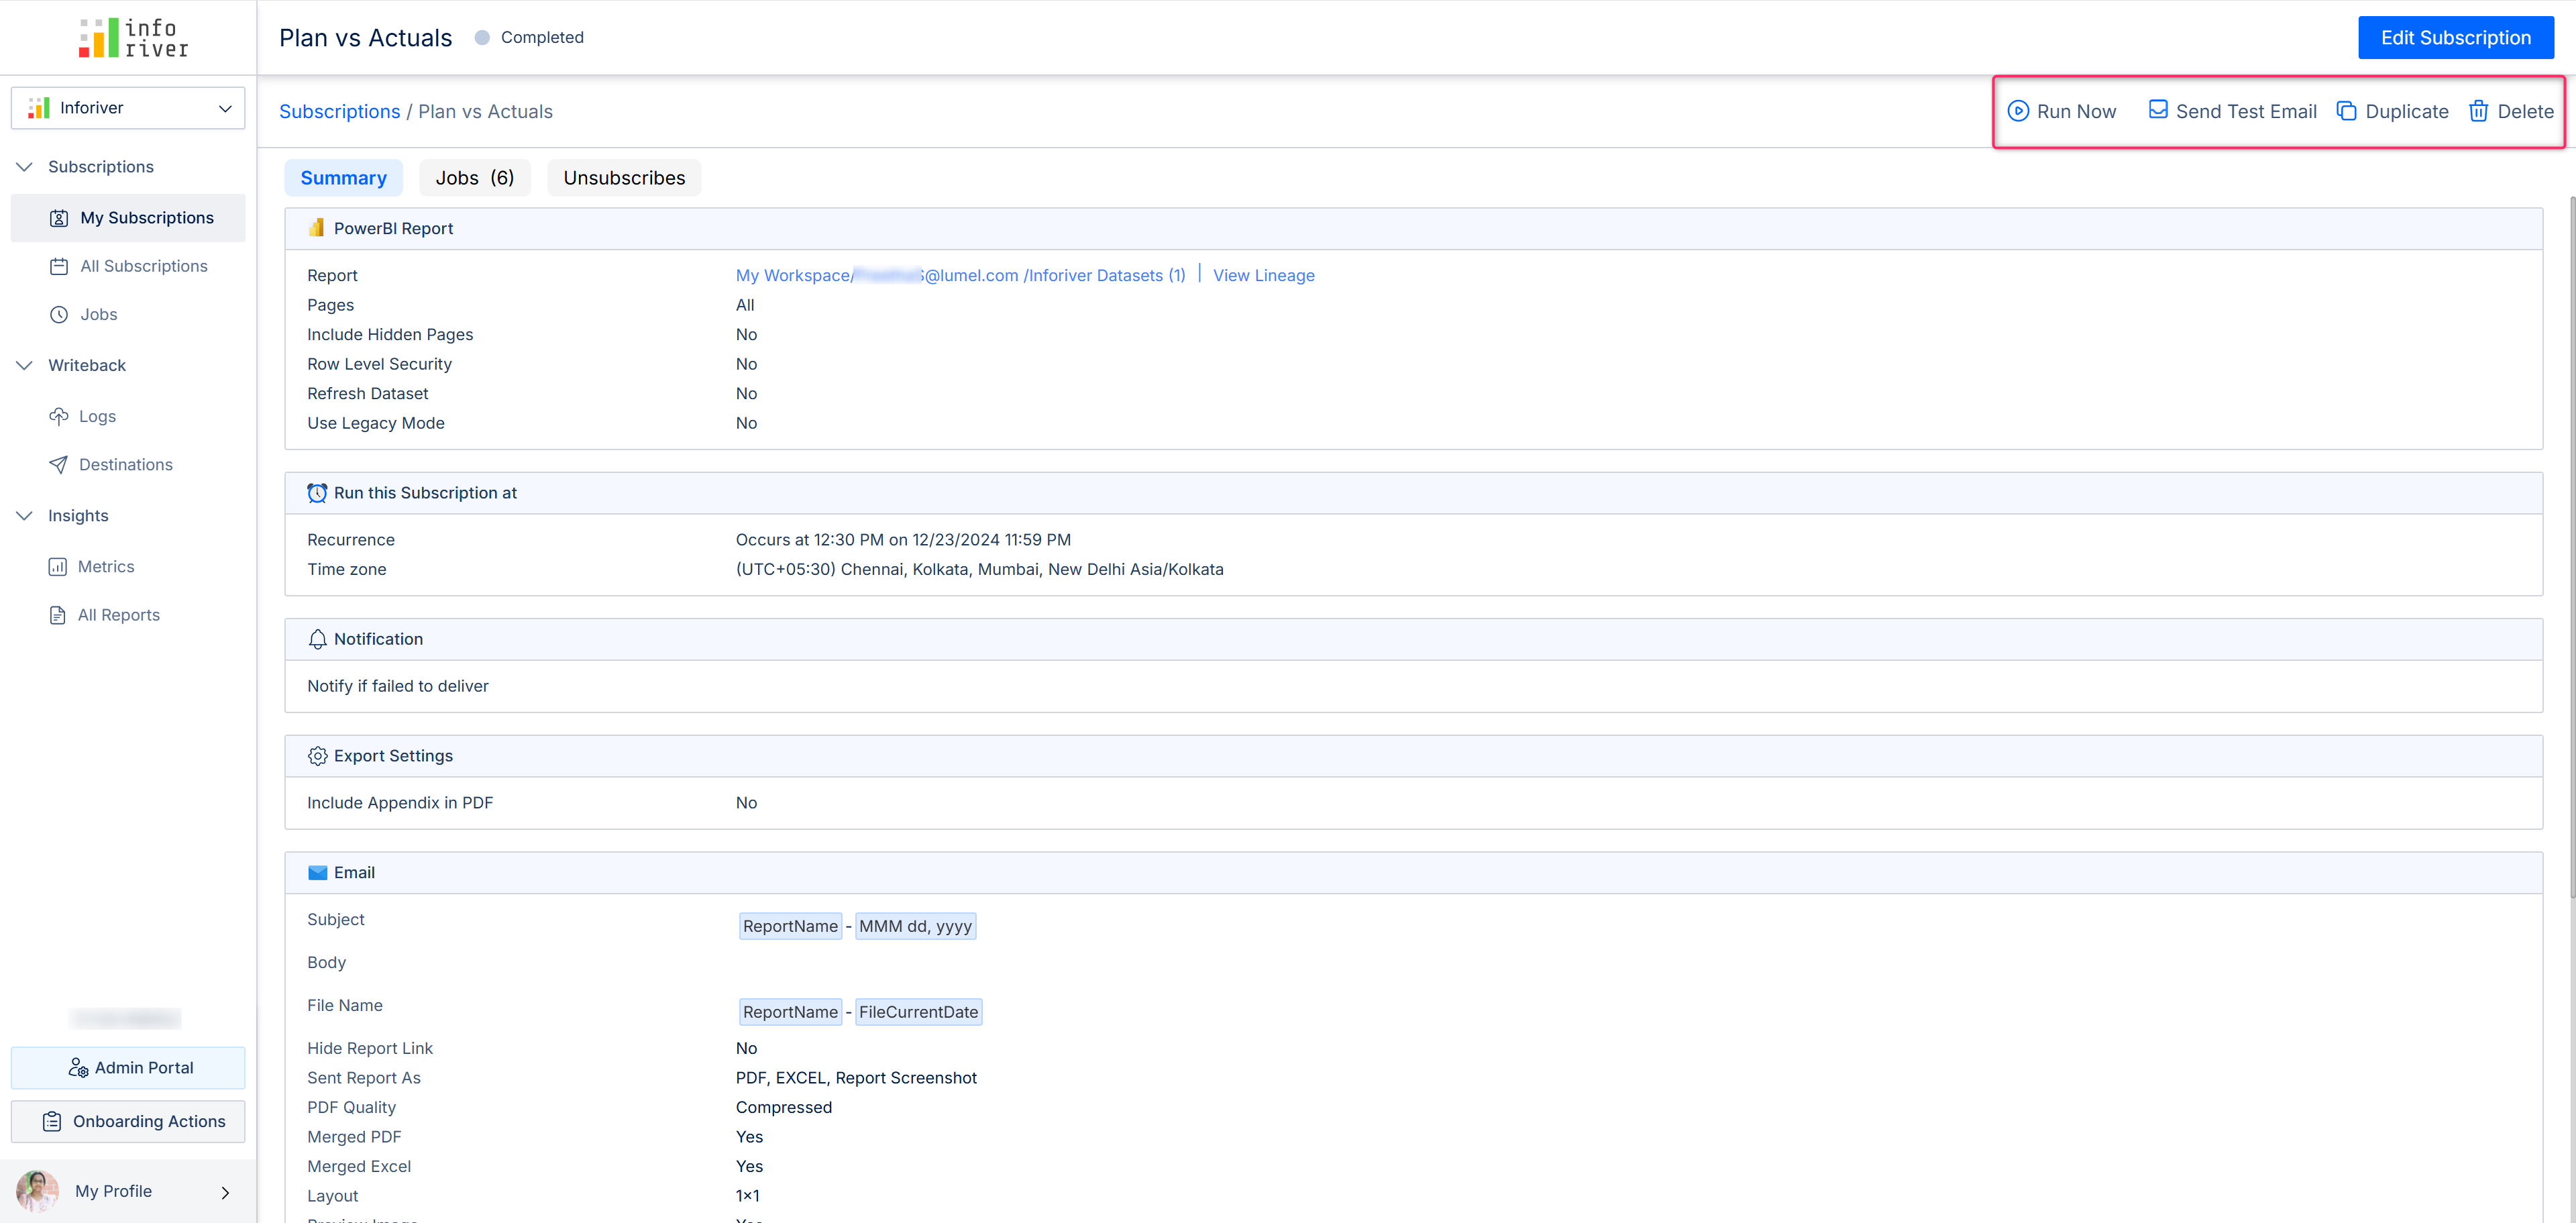 info
river
Plan vs Actuals
Completed
Edit Subscription
Inforiver
Subscriptions / Plan vs Actuals
Run Now
Send Test Email
Duplicate
Delete
Subscriptions
My Subscriptions
All Subscriptions
Jobs
Writeback
Logs
Destinations
Insights
Metrics
All Reports
Admin Portal
Onboarding Actions
My Profile
Summary
Jobs (6)
Unsubscribes
PowerBI Report
Report My Workspace/ @lumel.com /Inforiver Datasets (1) | View Lineage
Pages All
Include Hidden Pages No
Row Level Security No
Refresh Dataset No
Use Legacy Mode No
Run this Subscription at
Recurrence Occurs at 12:30 PM on 12/23/2024 11:59 PM
Time zone (UTC+05:30) Chennai, Kolkata, Mumbai, New Delhi Asia/Kolkata
Notification
Notify if failed to deliver
Export Settings
Include Appendix in PDF No
Email
Subject ReportName - MMM dd, yyyy
Body
File Name ReportName - FileCurrentDate
Hide Report Link No
Sent Report As PDF, EXCEL, Report Screenshot
PDF Quality Compressed
Merged PDF Yes
Merged Excel Yes
Layout 1×1